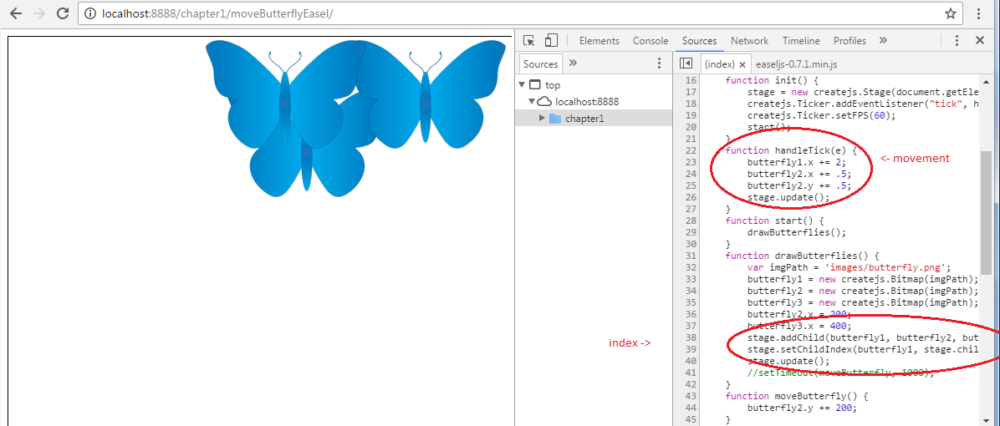 localhost:8888/chapter1/moveButterflyEasel/
Elements Console Sources Network Timeline Profiles »
Sources »
(index) × easeljs-0.7.1.min.js
top
localhost:8888
chapter1
16 function init() {
17 stage = new createjs.Stage(document.getEle
18 createjs.Ticker.addEventListener("tick", h
19 createjs.Ticker.setFPS(60);
20 start();
21 }
22 function handleTick(e) {
23 butterfly1.x += 2;
24 butterfly2.x += .5;
25 butterfly2.y += .5;
26 stage.update();
27 }
28 function start() {
29 drawButterflies();
30 }
31 function drawButterflies() {
32 var imgPath = 'images/butterfly.png';
33 butterfly1 = new createjs.Bitmap(imgPath);
34 butterfly2 = new createjs.Bitmap(imgPath);
35 butterfly3 = new createjs.Bitmap(imgPath);
36 butterfly2.x = 200;
37 butterfly3.x = 400;
38 stage.addChild(butterfly1, butterfly2, but
39 stage.setChildIndex(butterfly1, stage.chil
40 stage.update();
41 //setTimeout(moveButterfly, 1000);
42 }
43 function moveButterfly() {
44 butterfly2.y += 200;
45 }
<- movement
index ->